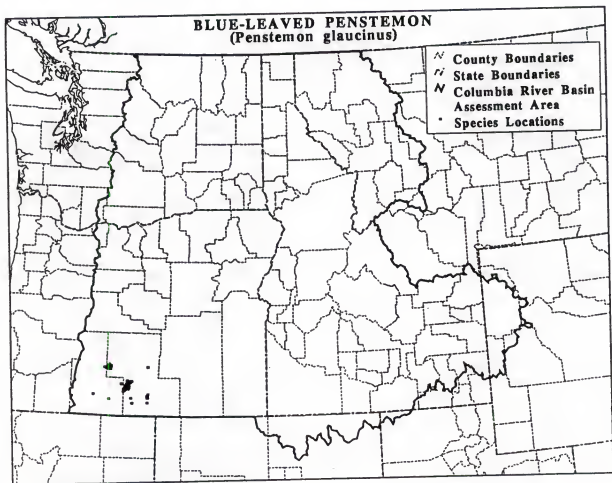 BLUE-LEAVED PENSTEMON
(Penstemon glaucinus)
County Boundaries
State Boundaries
Columbia River Basin
Assessment Area
Species Locations